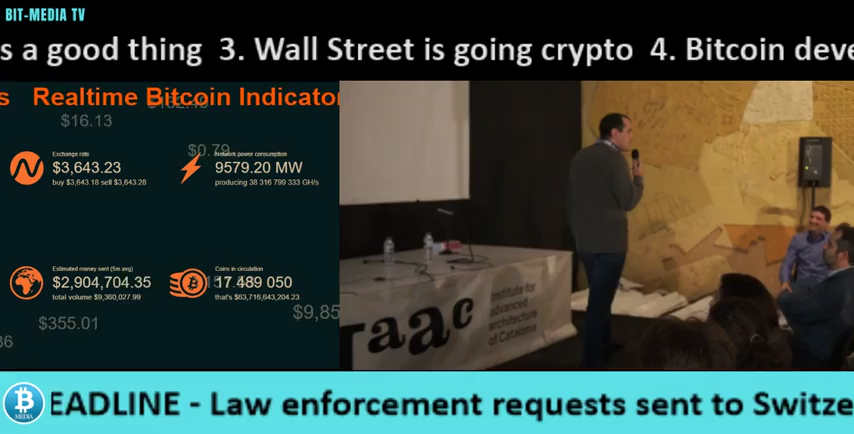 BIT-MEDIA TV
s a good thing 3. Wall Street is going crypto 4. Bitcoin deve
s Realtime Bitcoin Indicator
$16.13
$0.79
Exchange rate
$3,643.23
buy $3,643.18 sell $3,643.28
Network power consumption
9579.20 MW
producing 38 316 799 333 GH/s
Estimated money sent (5m avg)
$2,904,704.35
total volume $9,360,027.99
Coins in circulation
17 489 050
that's $63,716,643,204.23
$355.01
$9,85
36
Iaac
Institute for
advanced
architecture
of Catalonia
B
MEDIA
EADLINE - Law enforcement requests sent to Switze